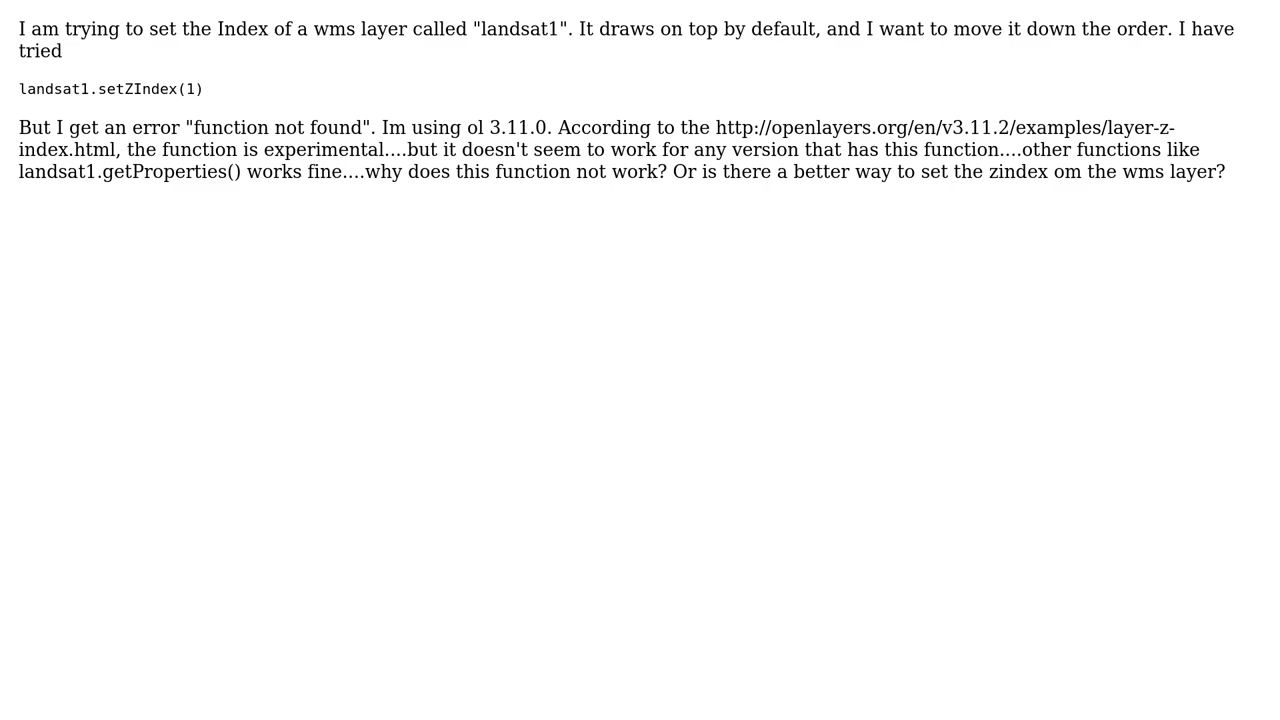 I am trying to set the Index of a wms layer called "landsat1". It draws on top by default, and I want to move it down the order. I have
tried
landsat1.setZIndex(1)
But I get an error "function not found". Im using ol 3.11.0. According to the http://openlayers.org/en/v3.11.2/examples/layer-z-
index.html, the function is experimental....but it doesn't seem to work for any version that has this function....other functions like
landsat1.getProperties() works fine....why does this function not work? Or is there a better way to set the zindex om the wms layer?